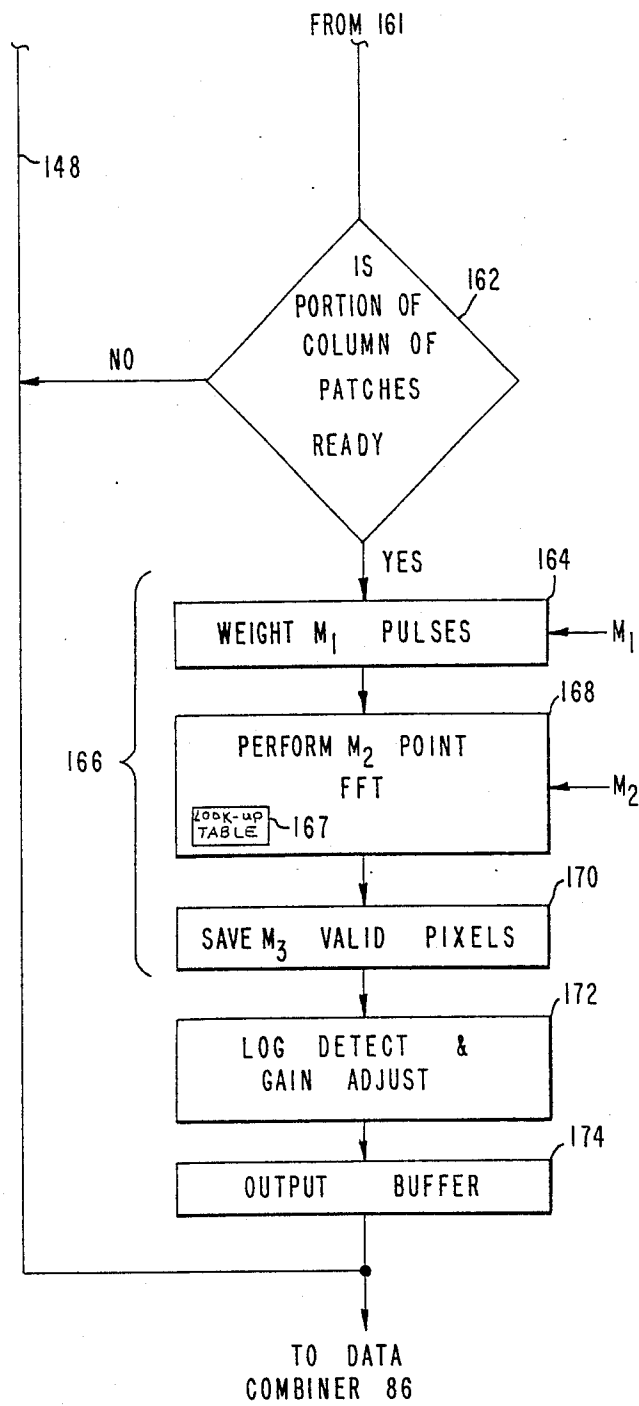 FROM 161
148
IS
PORTION OF
COLUMN OF
PATCHES
READY
162
NO
YES
164
WEIGHT M₁ PULSES
M₁
166
168
PERFORM M₂ POINT
FFT
M₂
LOOK-UP
TABLE
167
170
SAVE M₃ VALID PIXELS
172
LOG DETECT &
GAIN ADJUST
174
OUTPUT BUFFER
TO DATA
COMBINER 86